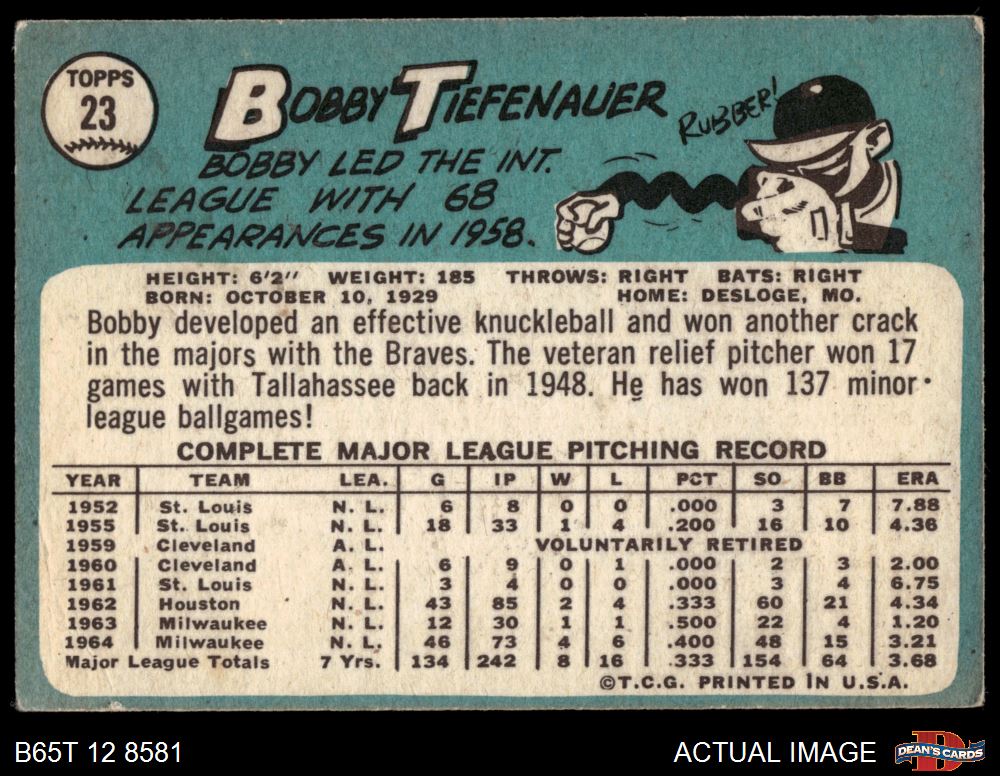 TOPPS
23
BOBBY TIEFENAUER
RUBBER!
BOBBY LED THE INT.
LEAGUE WITH 68
APPEARANCES IN 1958.
HEIGHT: 6'2" WEIGHT: 185 THROWS: RIGHT BATS: RIGHT
BORN: OCTOBER 10, 1929 HOME: DESLOGE, MO.
Bobby developed an effective knuckleball and won another crack
in the majors with the Braves. The veteran relief pitcher won 17
games with Tallahassee back in 1948. He has won 137 minor-
league ballgames!
COMPLETE MAJOR LEAGUE PITCHING RECORD
YEAR TEAM LEA. G IP W L PCT SO BB ERA
1952 St. Louis N. L. 6 8 0 0 .000 3 7 7.88
1955 St. Louis N. L. 18 33 1 4 .200 16 10 4.36
1959 Cleveland A. L. VOLUNTARILY RETIRED
1960 Cleveland A. L. 6 9 0 1 .000 2 3 2.00
1961 St. Louis N. L. 3 4 0 0 .000 3 4 6.75
1962 Houston N. L. 43 85 2 4 .333 60 21 4.34
1963 Milwaukee N. L. 12 30 1 1 .500 22 4 1.20
1964 Milwaukee N. L. 46 73 4 6 .400 48 15 3.21
Major League Totals 7 Yrs. 134 242 8 16 .333 154 64 3.68
©T.C.G. PRINTED IN U.S.A.
B65T 12 8581 ACTUAL IMAGE DEAN'S CARDS